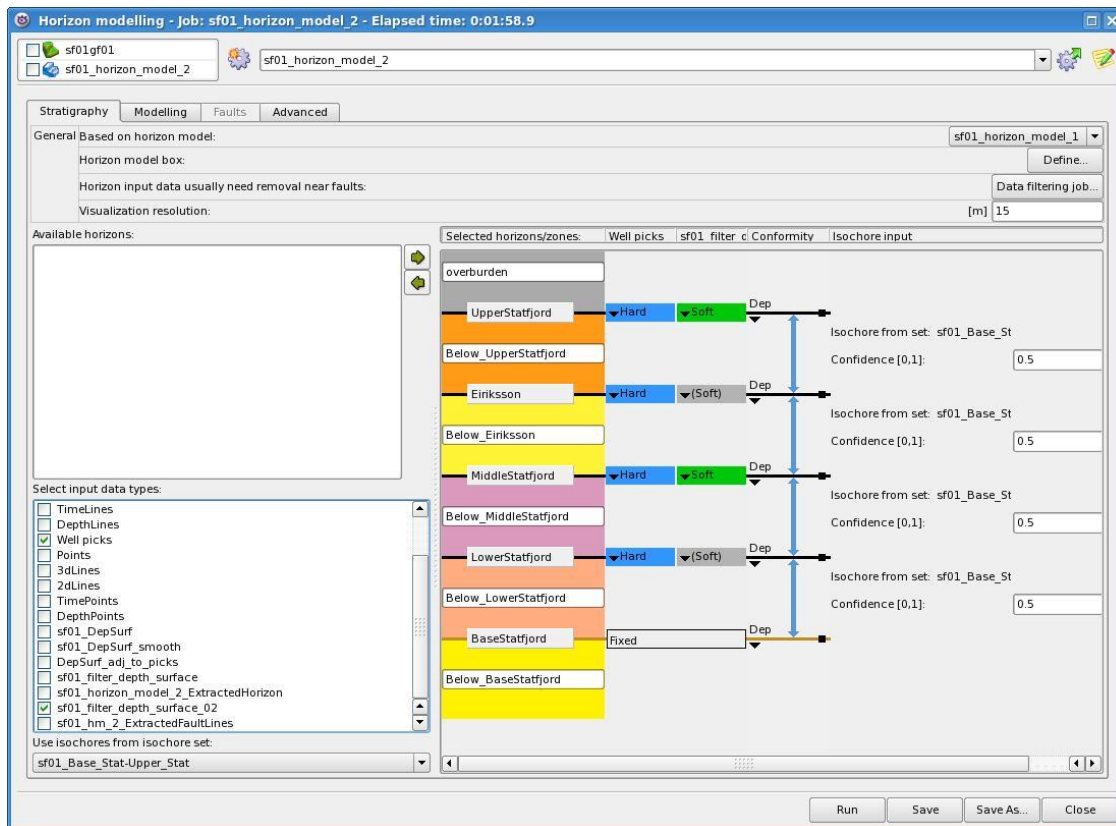 Horizon modelling - Job: sf01_horizon_model_2 - Elapsed time: 0:01:58.9
sf01gf01
sf01_horizon_model_2
sf01_horizon_model_2
Stratigraphy Modelling Faults Advanced
General Based on horizon model: sf01_horizon_model_1
Horizon model box: Define...
Horizon input data usually need removal near faults: Data filtering job...
Visualization resolution: [m] 15
Available horizons:
Selected horizons/zones: Well picks sf01_filter_d Conformity Isochore input
overburden
UpperStatfjord Hard Soft Dep
Isochore from set: sf01_Base_St
Below_UpperStatfjord Confidence [0,1]: 0.5
Eiriksson Hard (Soft) Dep
Isochore from set: sf01_Base_St
Below_Eiriksson Confidence [0,1]: 0.5
MiddleStatfjord Hard Soft Dep
Isochore from set: sf01_Base_St
Below_MiddleStatfjord Confidence [0,1]: 0.5
LowerStatfjord Hard (Soft) Dep
Isochore from set: sf01_Base_St
Below_LowerStatfjord Confidence [0,1]: 0.5
BaseStatfjord Fixed Dep
Below_BaseStatfjord
Select input data types:
TimeLines
DepthLines
Well picks
Points
3dLines
2dLines
TimePoints
DepthPoints
sf01_DepSurf
sf01_DepSurf_smooth
DepSurf_adj_to_picks
sf01_filter_depth_surface
sf01_horizon_model_2_ExtractedHorizon
sf01_filter_depth_surface_02
sf01_hm_2_ExtractedFaultLines
Use isochores from isochore set:
sf01_Base_Stat-Upper_Stat
Run Save Save As... Close